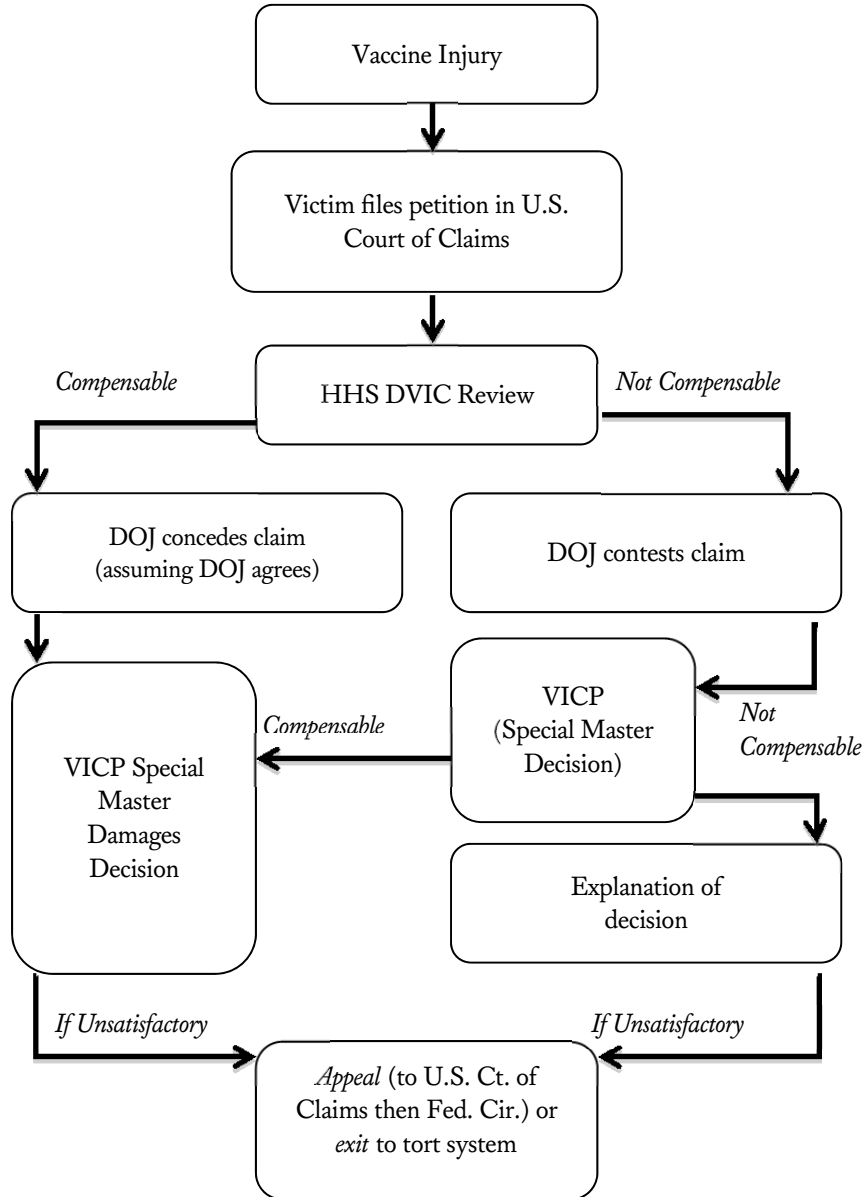 Vaccine Injury
Victim files petition in U.S.
Court of Claims
Compensable
HHS DVIC Review
Not Compensable
DOJ concedes claim
(assuming DOJ agrees)
DOJ contests claim
VICP
(Special Master
Decision)
Not
Compensable
Compensable
VICP Special
Master
Damages
Decision
Explanation of
decision
If Unsatisfactory
If Unsatisfactory
Appeal (to U.S. Ct. of
Claims then Fed. Cir.) or
exit to tort system